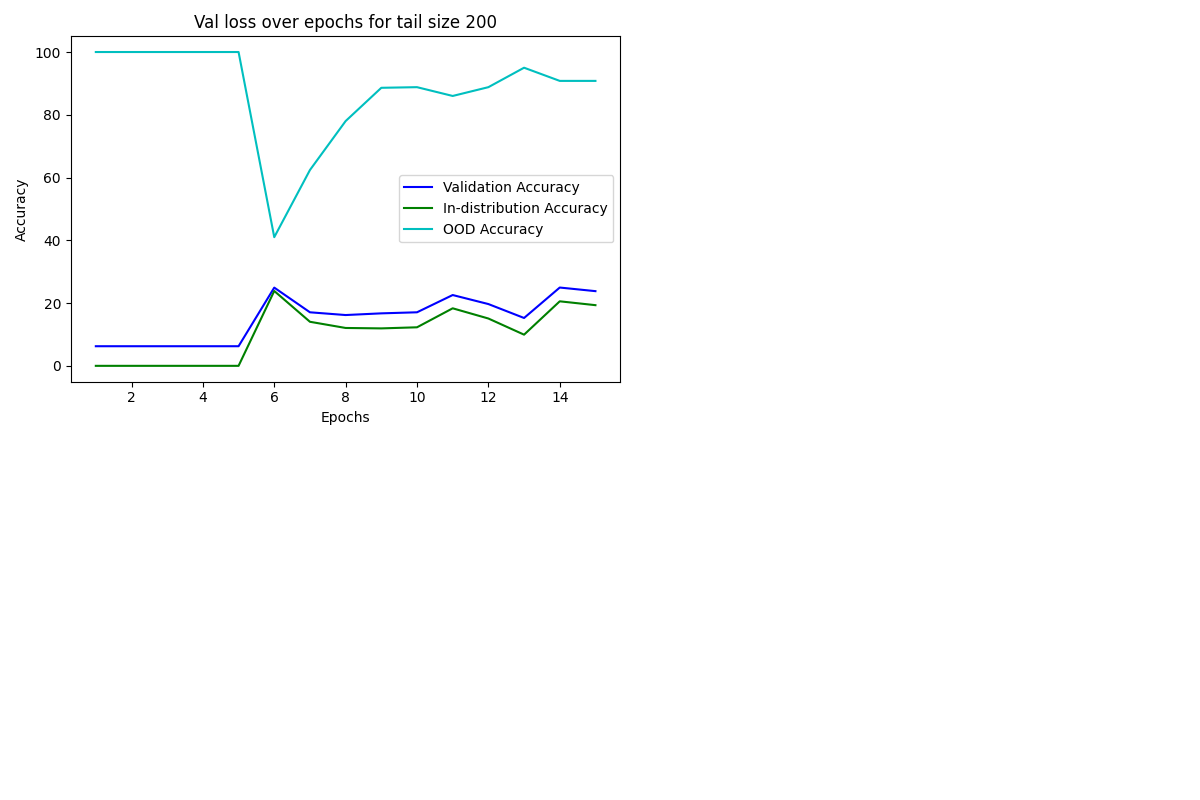 Val loss over epochs for tail size 200
100
80
60
40
20
0
Accuracy
Validation Accuracy
In-distribution Accuracy
OOD Accuracy
2 4 6 8 10 12 14
Epochs